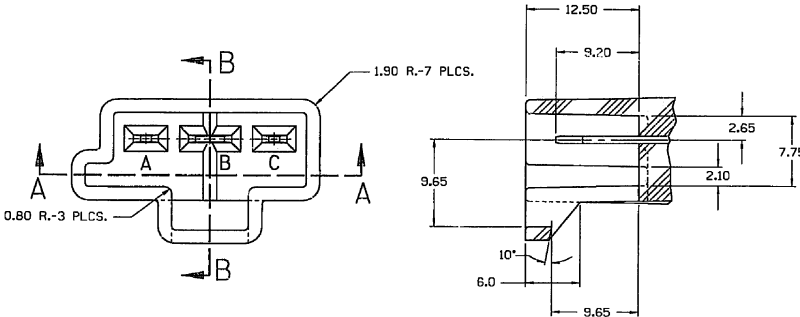 12.50
B
9.20
1.90 R.-7 PLCS.
2.65
7.75
A
B
C
A
A
9.65
2.10
0.80 R.-3 PLCS.
B
10°
6.0
9.65